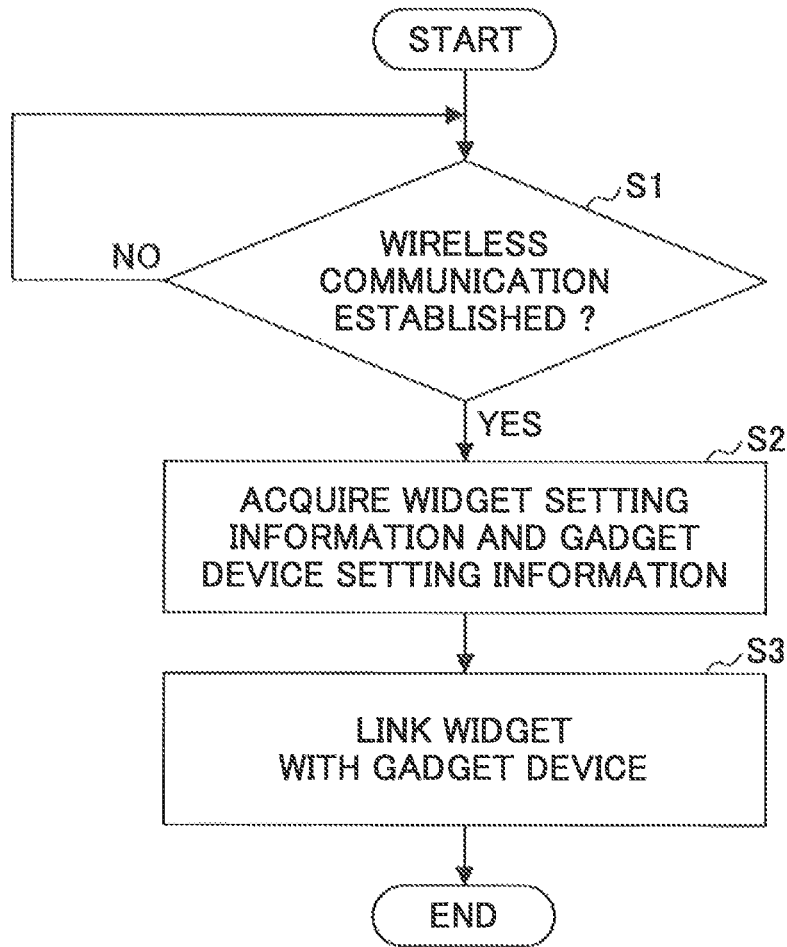 START
S1
WIRELESS
COMMUNICATION
ESTABLISHED ?
NO
YES
S2
ACQUIRE WIDGET SETTING
INFORMATION AND GADGET
DEVICE SETTING INFORMATION
S3
LINK WIDGET
WITH GADGET DEVICE
END